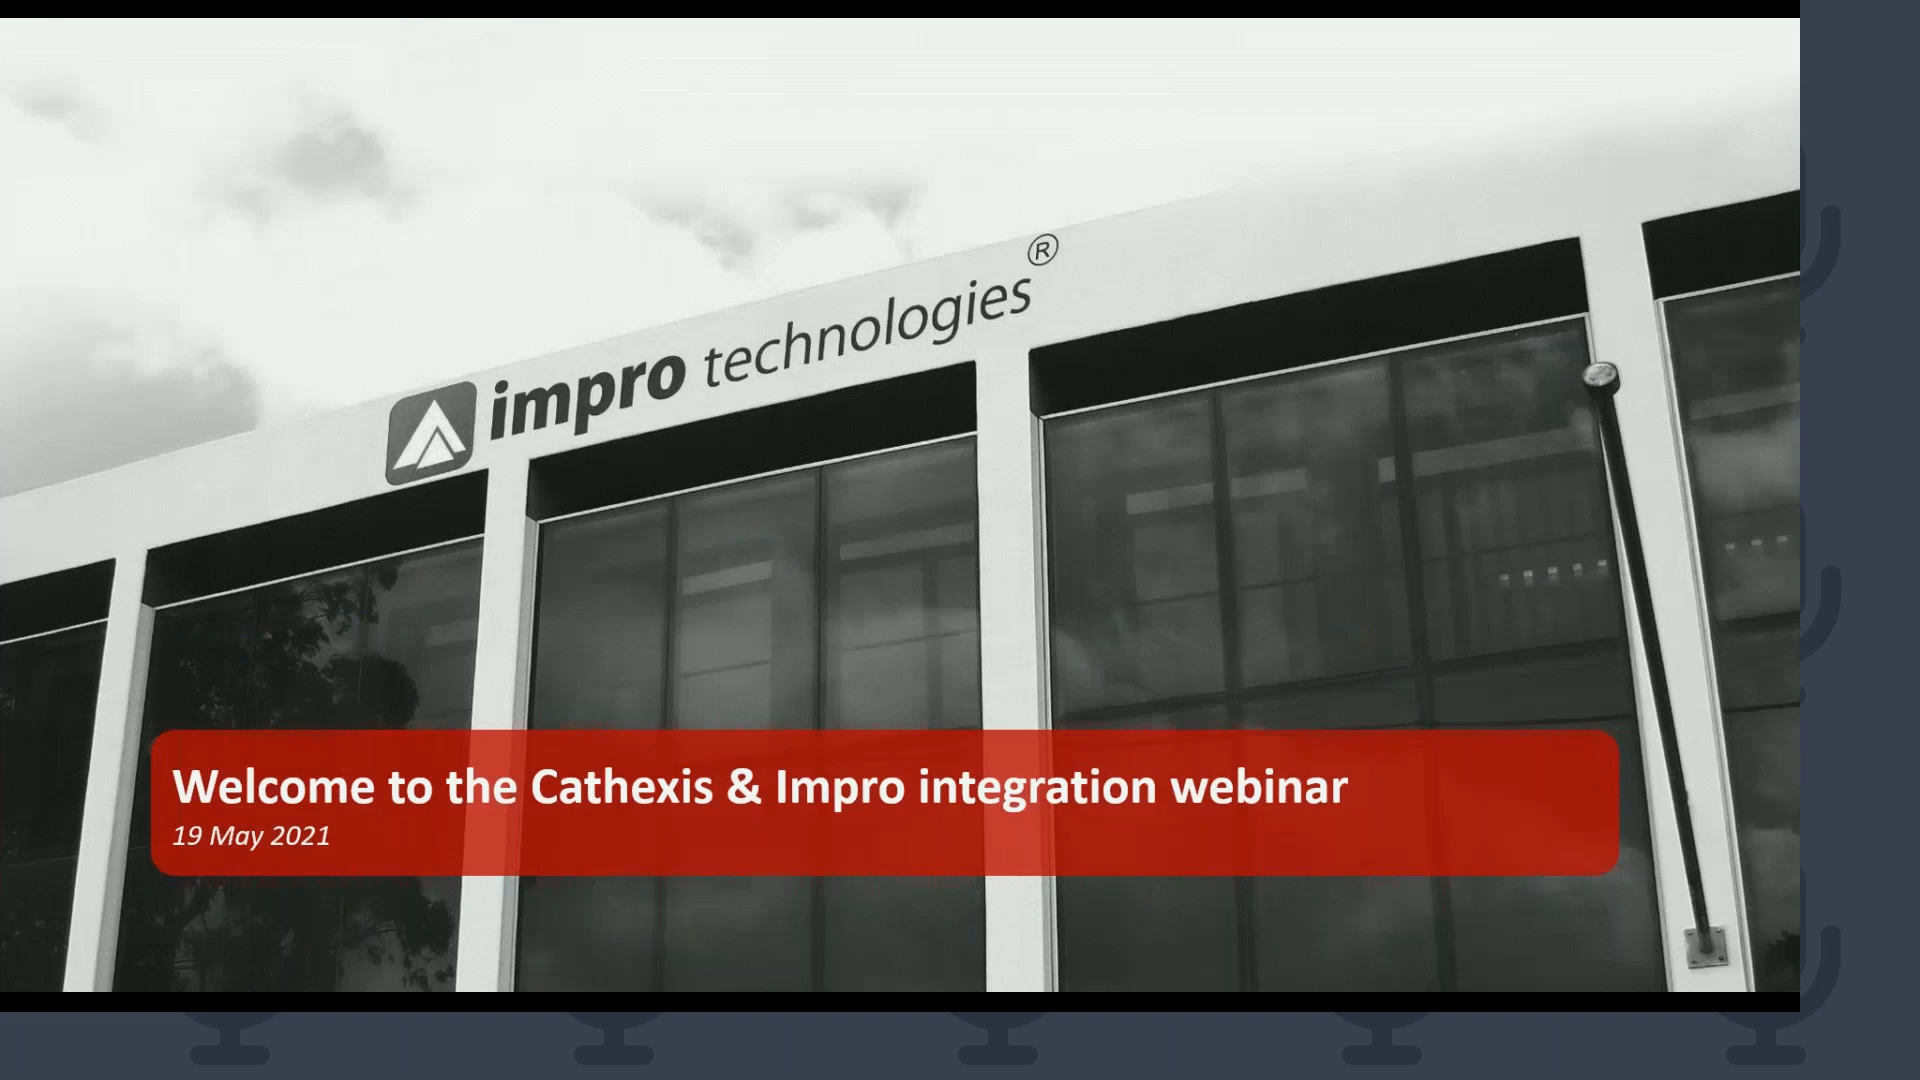 impro technologies®
Welcome to the Cathexis & Impro integration webinar
19 May 2021